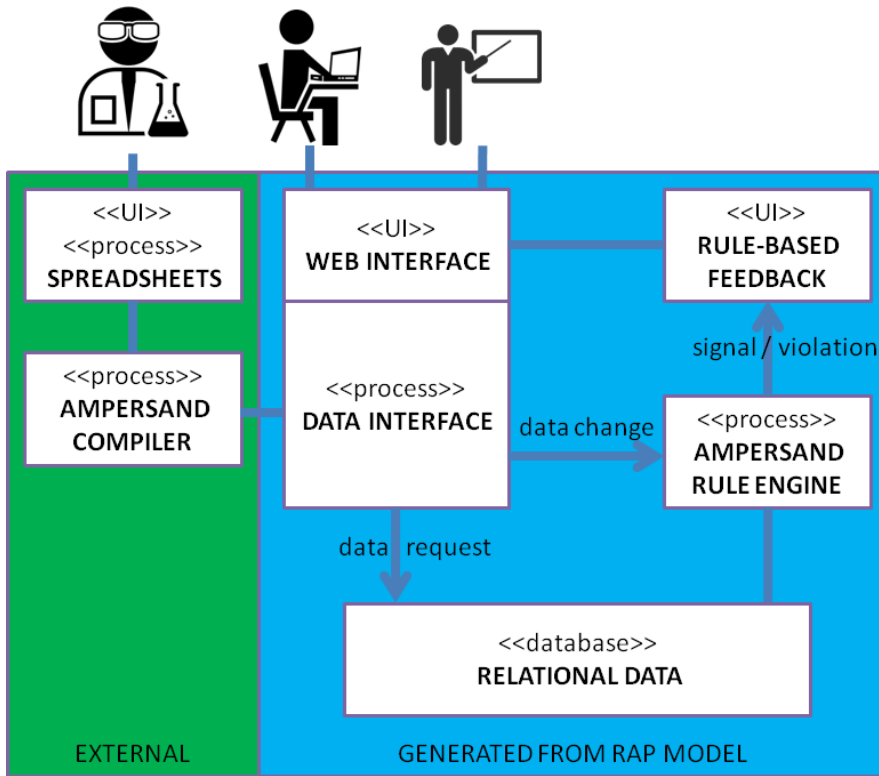 <<UI>>
<<process>>
SPREADSHEETS
<<process>>
AMPERSAND
COMPILER
<<UI>>
WEB INTERFACE
<<process>>
DATA INTERFACE
<<UI>>
RULE-BASED
FEEDBACK
signal / violation
<<process>>
AMPERSAND
RULE ENGINE
data change
data request
<<database>>
RELATIONAL DATA
EXTERNAL
GENERATED FROM RAP MODEL